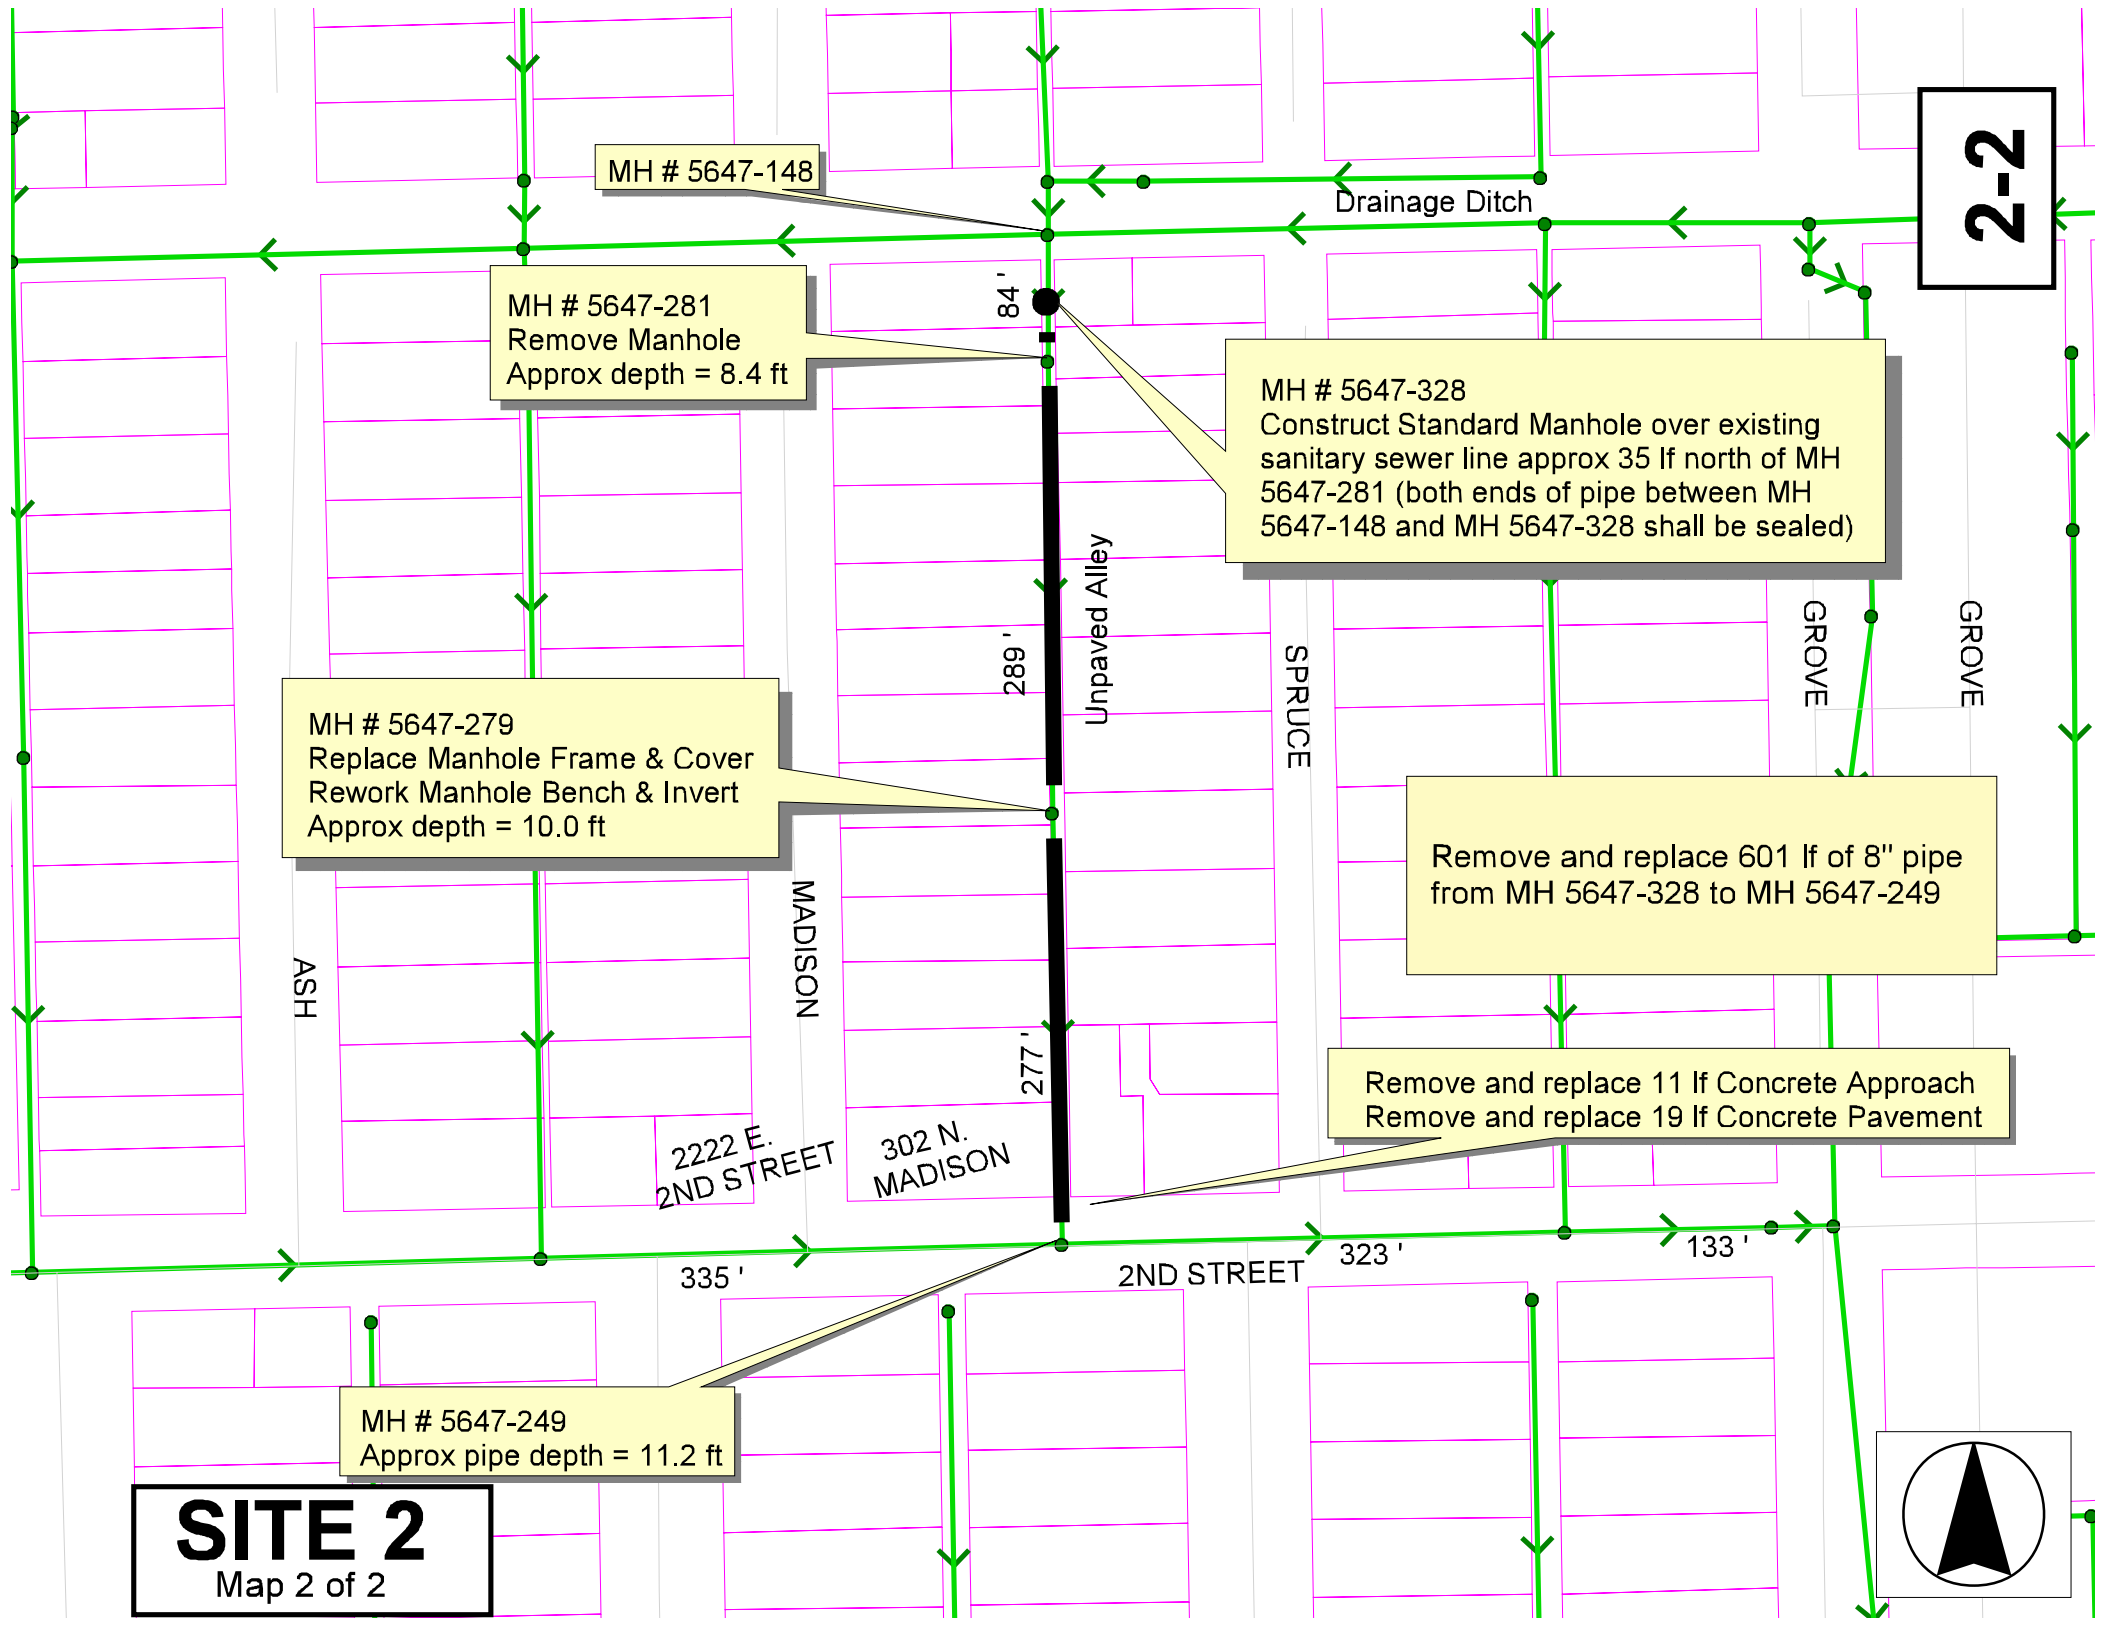 2-2
MH # 5647-148
Drainage Ditch
84 '
MH # 5647-281
Remove Manhole
Approx depth = 8.4 ft
MH # 5647-328
Construct Standard Manhole over existing
sanitary sewer line approx 35 lf north of MH
5647-281 (both ends of pipe between MH
5647-148 and MH 5647-328 shall be sealed)
Unpaved Alley
289 '
SPRUCE
GROVE
GROVE
MH # 5647-279
Replace Manhole Frame & Cover
Rework Manhole Bench & Invert
Approx depth = 10.0 ft
Remove and replace 601 lf of 8" pipe
from MH 5647-328 to MH 5647-249
ASH
MADISON
277 '
Remove and replace 11 lf Concrete Approach
Remove and replace 19 lf Concrete Pavement
2222 E.
2ND STREET
302 N.
MADISON
335 '
2ND STREET
323 '
133 '
MH # 5647-249
Approx pipe depth = 11.2 ft
SITE 2
Map 2 of 2